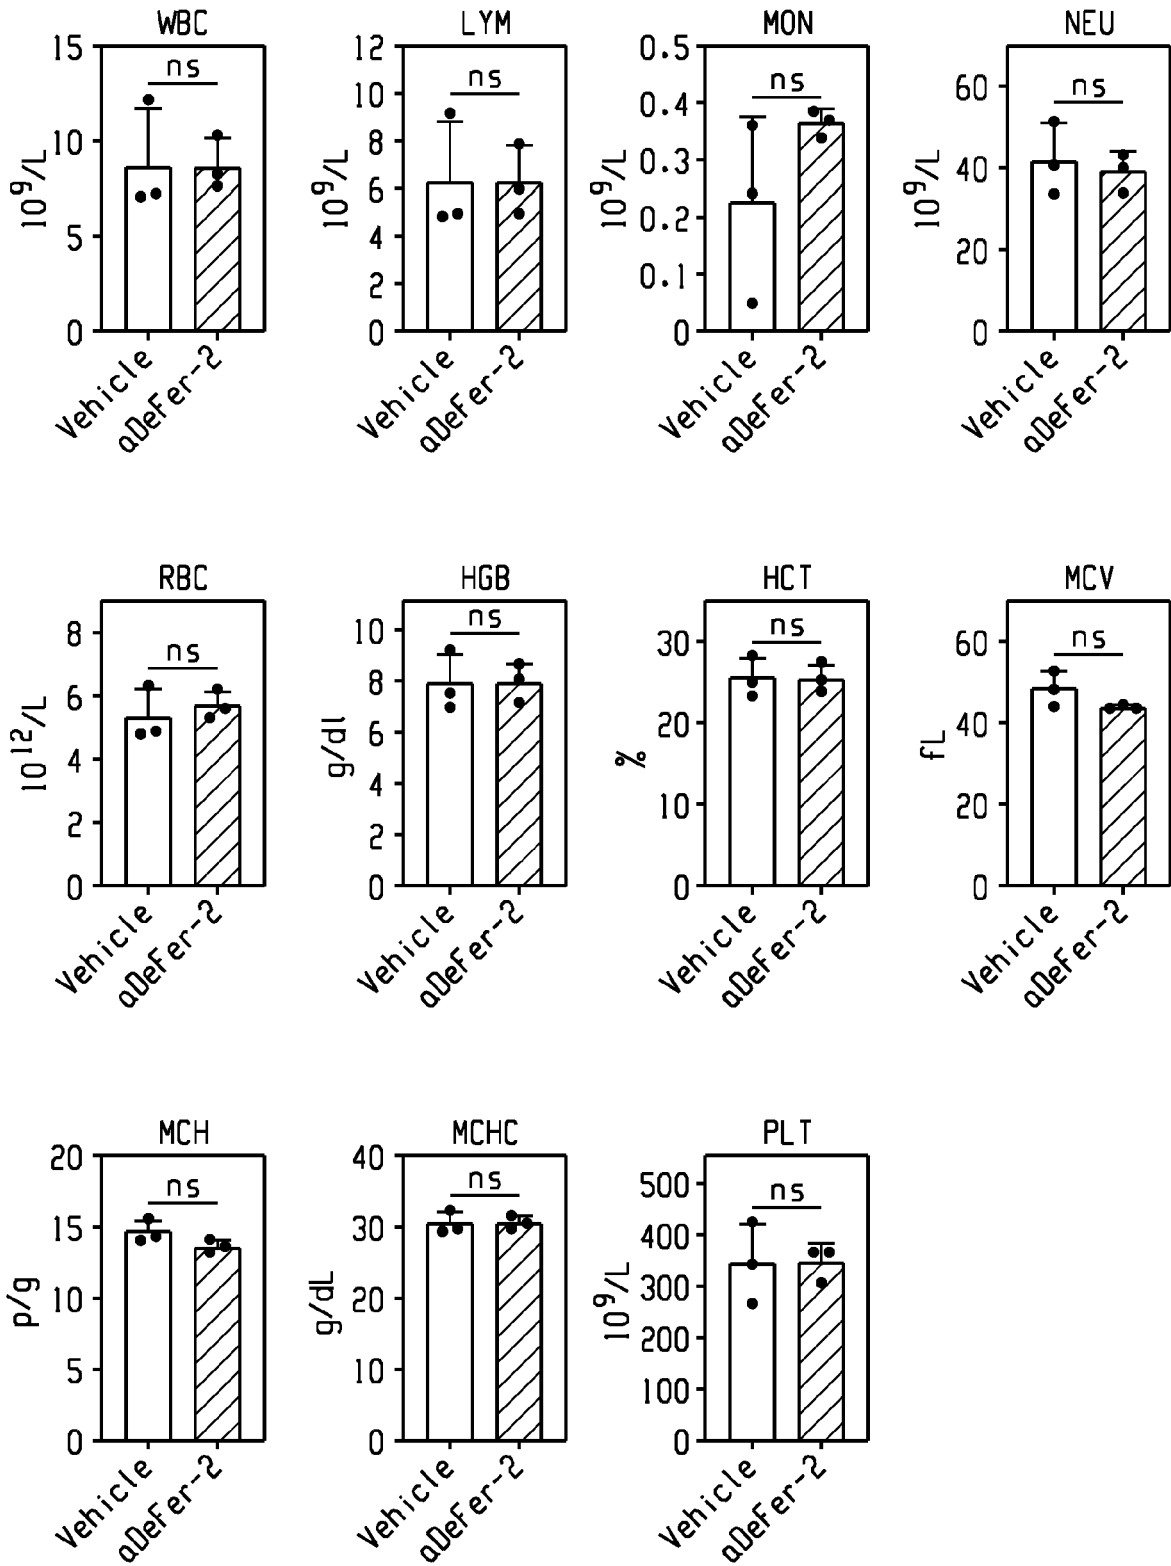 WBC
15
10
5
0
10⁹/L
ns
Vehicle
aDeFer-2
LYM
12
10
8
6
4
2
0
10⁹/L
ns
Vehicle
aDeFer-2
MON
0.5
0.4
0.3
0.2
0.1
0
10⁹/L
ns
Vehicle
aDeFer-2
NEU
60
40
20
0
10⁹/L
ns
Vehicle
aDeFer-2
RBC
8
6
4
2
0
10¹²/L
ns
Vehicle
aDeFer-2
HGB
10
8
6
4
2
0
g/dl
ns
Vehicle
aDeFer-2
HCT
30
20
10
0
%
ns
Vehicle
aDeFer-2
MCV
60
40
20
0
fL
ns
Vehicle
aDeFer-2
MCH
20
15
10
5
0
p/g
ns
Vehicle
aDeFer-2
MCHC
40
30
20
10
0
g/dL
ns
Vehicle
aDeFer-2
PLT
500
400
300
200
100
0
10⁹/L
ns
Vehicle
aDeFer-2